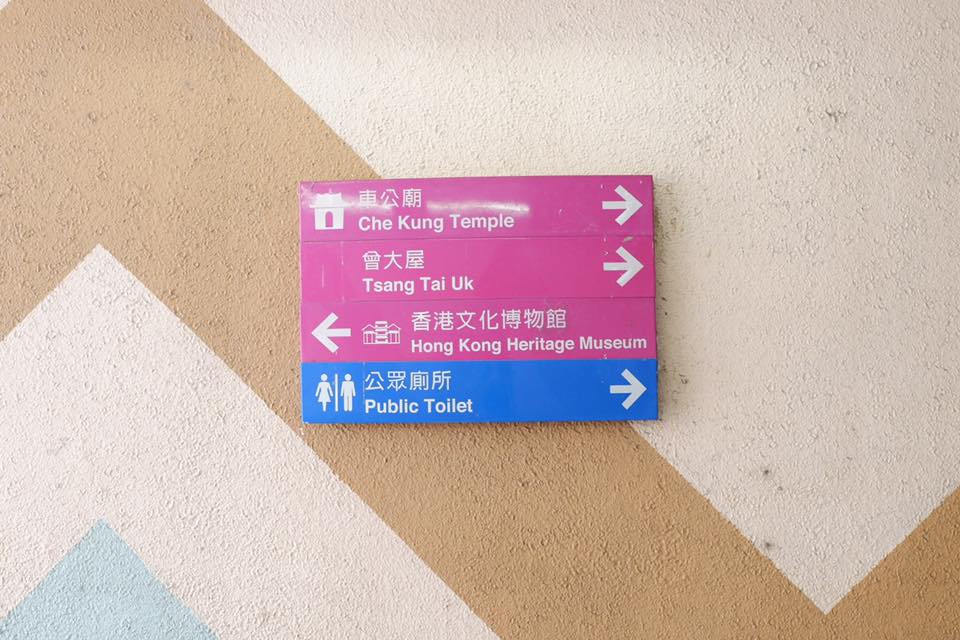 車公廟
Che Kung Temple
曾大屋
Tsang Tai Uk
香港文化博物館
Hong Kong Heritage Museum
公眾廁所
Public Toilet